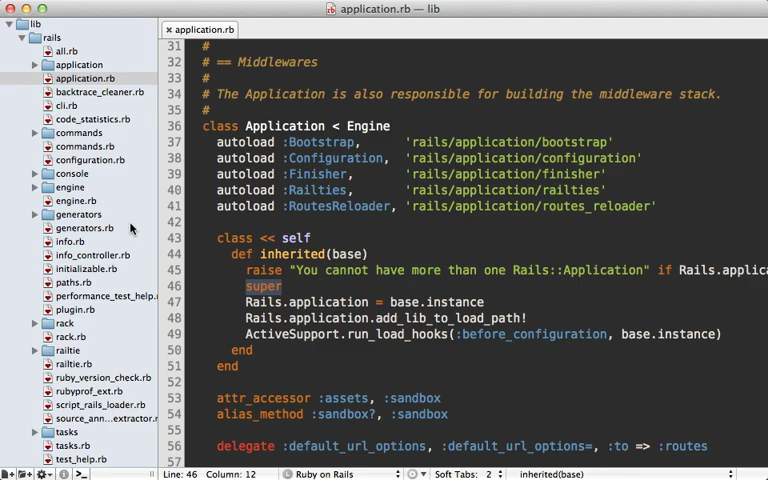 application.rb — lib
lib
rails
all.rb
application
application.rb
backtrace_cleaner.rb
cli.rb
code_statistics.rb
commands
commands.rb
configuration.rb
console
engine
engine.rb
generators
generators.rb
info.rb
info_controller.rb
initializable.rb
paths.rb
performance_test_help.
plugin.rb
rack
rack.rb
railtie
railtie.rb
ruby_version_check.rb
rubyprof_ext.rb
script_rails_loader.rb
source_ann...extractor.r
tasks
tasks.rb
test_help.rb
application.rb
31 #
32 # == Middlewares
33 #
34 # The Application is also responsible for building the middleware stack.
35 #
36 class Application < Engine
37 autoload :Bootstrap, 'rails/application/bootstrap'
38 autoload :Configuration, 'rails/application/configuration'
39 autoload :Finisher, 'rails/application/finisher'
40 autoload :Railties, 'rails/application/railties'
41 autoload :RoutesReloader, 'rails/application/routes_reloader'
42
43 class << self
44 def inherited(base)
45 raise "You cannot have more than one Rails::Application" if Rails.applica
46 super
47 Rails.application = base.instance
48 Rails.application.add_lib_to_load_path!
49 ActiveSupport.run_load_hooks(:before_configuration, base.instance)
50 end
51 end
52
53 attr_accessor :assets, :sandbox
54 alias_method :sandbox?, :sandbox
55
56 delegate :default_url_options, :default_url_options=, :to => :routes
57
Line: 46 Column: 12 Ruby on Rails Soft Tabs: 2 inherited(base)